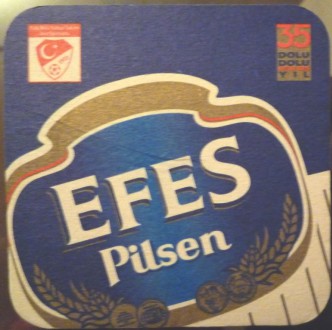 35
DOLU
DOLU
YIL
EFES
Pilsen